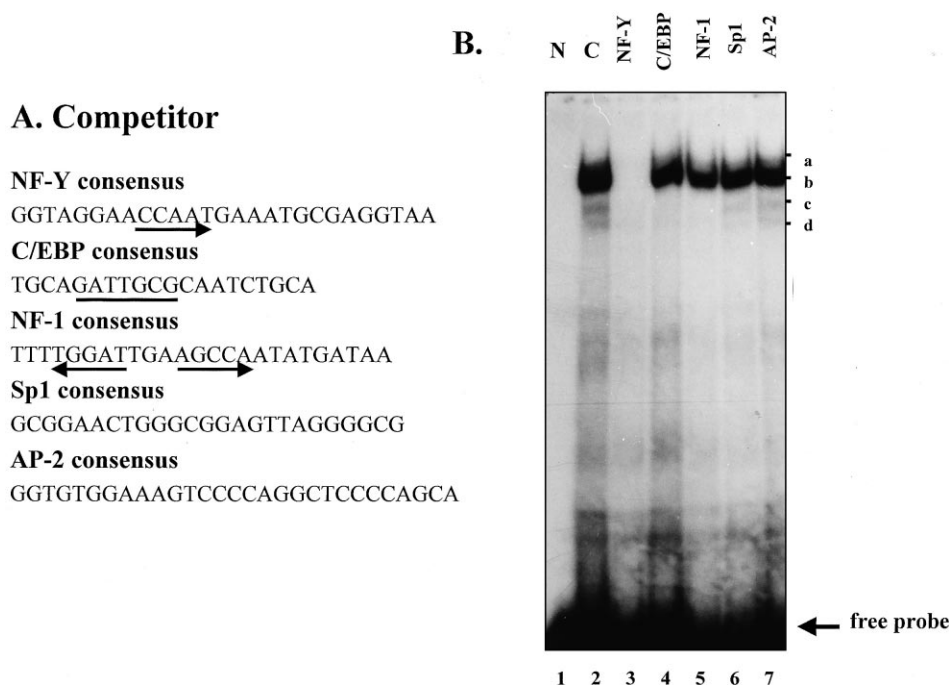 A. Competitor
NF-Y consensus
GGTAGGAACCAATGAAATGCGAGGTAA
C/EBP consensus
TGCAGATTGCGCAATCTGCA
NF-1 consensus
TTTTGGATTGAAGCCAATATGATAA
Sp1 consensus
GCGGAACTGGGCGGAGTTAGGGGCG
AP-2 consensus
GGTGTGGAAAGTCCCCAGGCTCCCCAGCA
B.
N C NF-Y C/EBP NF-1 Sp1 AP-2
a
b
c
d
free probe
1 2 3 4 5 6 7